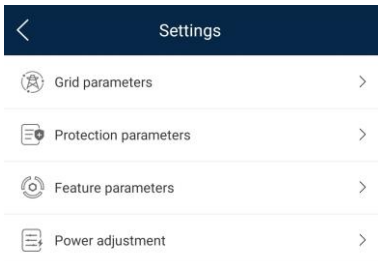 Settings
Grid parameters
Protection parameters
Feature parameters
Power adjustment